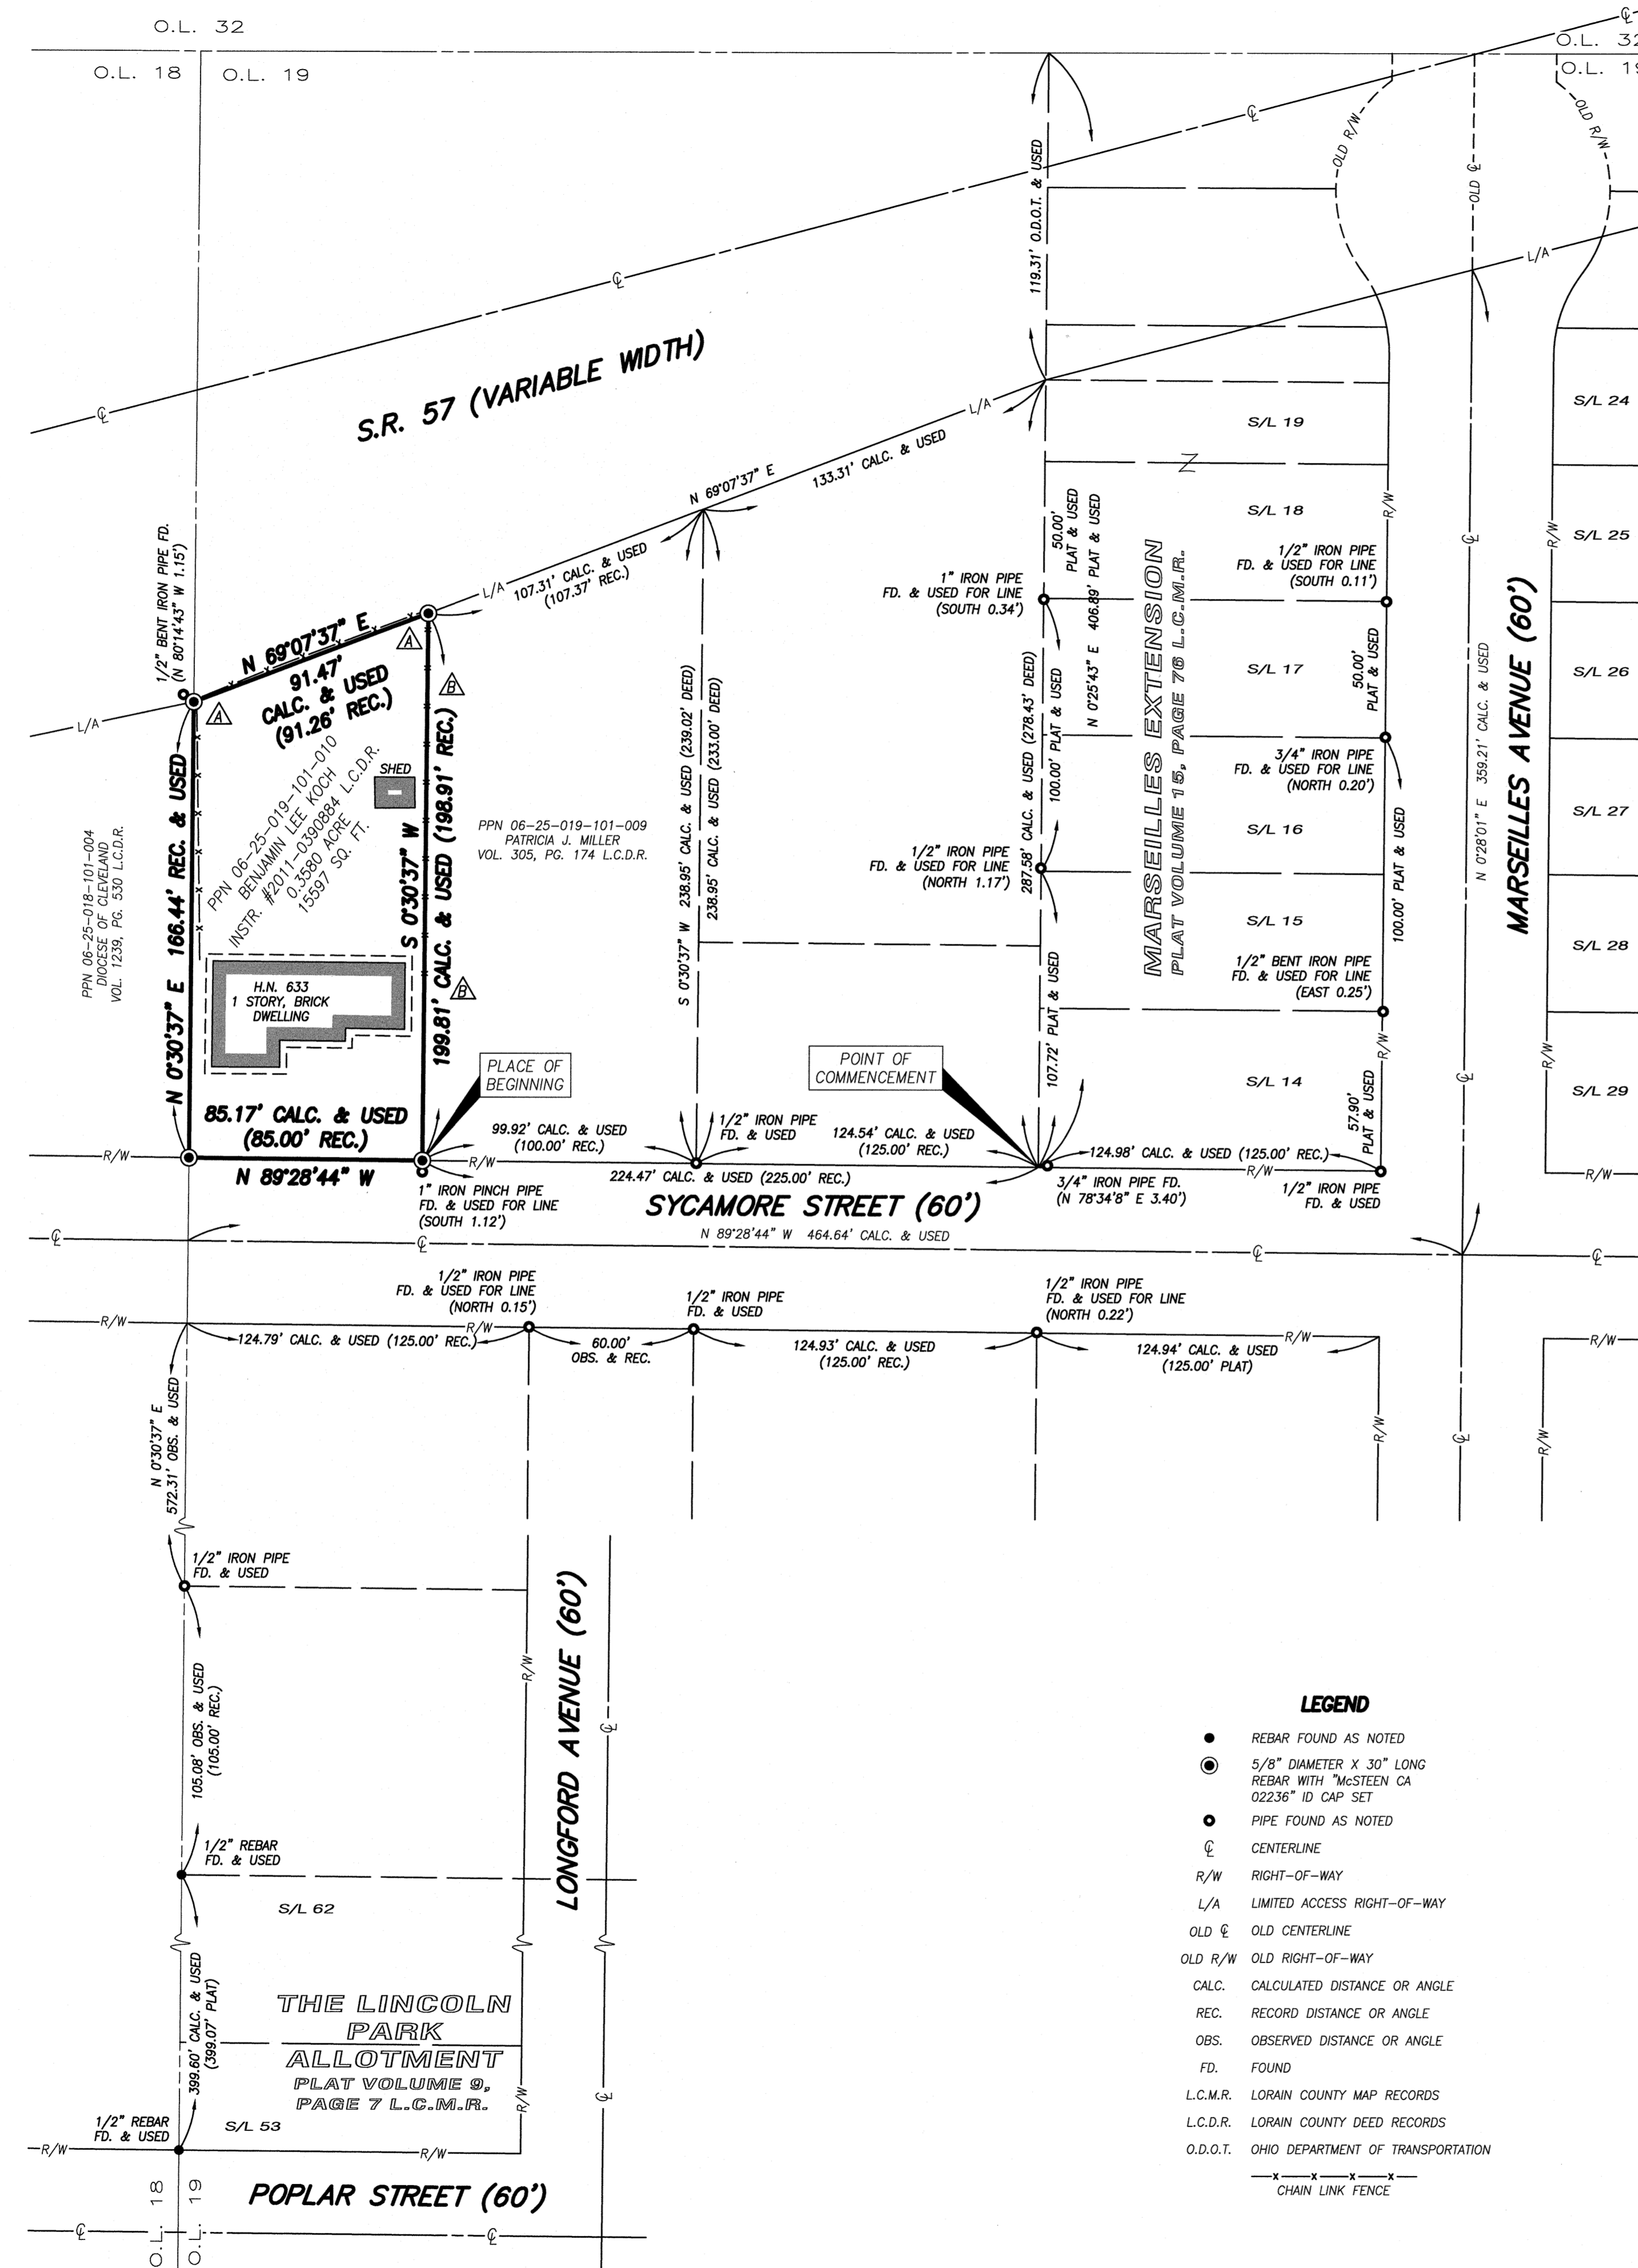 O.L. 32
O.L. 18
O.L. 19
℄
O.L. 32
O.L. 19
OLD R/W
OLD ℄
OLD R/W
℄
℄
℄
119.31' O.D.O.T. & USED
L/A
S.R. 57 (VARIABLE WIDTH)
L/A
N 69°07'37" E
133.31' CALC. & USED
L/A
107.31' CALC. & USED
(107.37' REC.)
1/2" BENT IRON PIPE FD.
(N 80°14'43" W 1.15')
L/A
N 69°07'37" E
91.47'
CALC. & USED
(91.26' REC.)
A
A
B
B
N 0°30'37" E 166.44' REC. & USED
PPN 06-25-019-101-010
BENJAMIN LEE KOCH
INSTR. #2011-0390884 L.C.D.R.
0.3580 ACRE
15597 SQ. FT.
SHED
S 0°30'37" W
199.81' CALC. & USED (198.91' REC.)
PPN 06-25-018-101-004
DIOCESE OF CLEVELAND
VOL. 1239, PG. 530 L.C.D.R.
PPN 06-25-019-101-009
PATRICIA J. MILLER
VOL. 305, PG. 174 L.C.D.R.
H.N. 633
1 STORY, BRICK
DWELLING
S 0°30'37" W 238.95' CALC. & USED (239.02' DEED)
238.95' CALC. & USED (233.00' DEED)
1" IRON PIPE
FD. & USED FOR LINE
(SOUTH 0.34')
50.00'
PLAT & USED
N 0°25'43" E 406.89' PLAT & USED
287.58' CALC. & USED (278.43' DEED)
100.00' PLAT & USED
1/2" IRON PIPE
FD. & USED FOR LINE
(NORTH 1.17')
107.72' PLAT & USED
MARSEILLES EXTENSION
PLAT VOLUME 15, PAGE 76 L.C.M.R.
S/L 19
S/L 18
1/2" IRON PIPE
FD. & USED FOR LINE
(SOUTH 0.11')
S/L 17
50.00'
PLAT & USED
3/4" IRON PIPE
FD. & USED FOR LINE
(NORTH 0.20')
S/L 16
100.00' PLAT & USED
S/L 15
1/2" BENT IRON PIPE
FD. & USED FOR LINE
(EAST 0.25')
S/L 14
57.90'
PLAT & USED
R/W
R/W
℄
℄
N 0°28'01" E 359.21' CALC. & USED
MARSEILLES AVENUE (60')
R/W
R/W
S/L 24
S/L 25
S/L 26
S/L 27
S/L 28
S/L 29
PLACE OF
BEGINNING
POINT OF
COMMENCEMENT
85.17' CALC. & USED
(85.00' REC.)
N 89°28'44" W
R/W
R/W
99.92' CALC. & USED
(100.00' REC.)
1/2" IRON PIPE
FD. & USED
124.54' CALC. & USED
(125.00' REC.)
124.98' CALC. & USED (125.00' REC.)
R/W
R/W
224.47' CALC. & USED (225.00' REC.)
1" IRON PINCH PIPE
FD. & USED FOR LINE
(SOUTH 1.12')
3/4" IRON PIPE FD.
(N 78°34'8" E 3.40')
1/2" IRON PIPE
FD. & USED
SYCAMORE STREET (60')
N 89°28'44" W 464.64' CALC. & USED
℄
℄
℄
℄
1/2" IRON PIPE
FD. & USED FOR LINE
(NORTH 0.15')
1/2" IRON PIPE
FD. & USED
1/2" IRON PIPE
FD. & USED FOR LINE
(NORTH 0.22')
R/W
R/W
R/W
R/W
124.79' CALC. & USED (125.00' REC.)
60.00'
OBS. & REC.
124.93' CALC. & USED
(125.00' REC.)
124.94' CALC. & USED
(125.00' PLAT)
R/W
℄
R/W
N 0°30'37" E
572.31' OBS. & USED
1/2" IRON PIPE
FD. & USED
105.08' OBS. & USED
(105.00' REC.)
R/W
LONGFORD AVENUE (60')
℄
1/2" REBAR
FD. & USED
S/L 62
399.60' CALC. & USED
(399.07' PLAT)
THE LINCOLN
PARK
ALLOTMENT
PLAT VOLUME 9,
PAGE 7 L.C.M.R.
R/W
℄
1/2" REBAR
FD. & USED
S/L 53
R/W
R/W
O.L. 18
O.L. 19
POPLAR STREET (60')
℄
℄
LEGEND
REBAR FOUND AS NOTED
5/8" DIAMETER X 30" LONG
REBAR WITH "McSTEEN CA
02236" ID CAP SET
PIPE FOUND AS NOTED
℄ CENTERLINE
R/W RIGHT-OF-WAY
L/A LIMITED ACCESS RIGHT-OF-WAY
OLD ℄ OLD CENTERLINE
OLD R/W OLD RIGHT-OF-WAY
CALC. CALCULATED DISTANCE OR ANGLE
REC. RECORD DISTANCE OR ANGLE
OBS. OBSERVED DISTANCE OR ANGLE
FD. FOUND
L.C.M.R. LORAIN COUNTY MAP RECORDS
L.C.D.R. LORAIN COUNTY DEED RECORDS
O.D.O.T. OHIO DEPARTMENT OF TRANSPORTATION
x x x x
CHAIN LINK FENCE